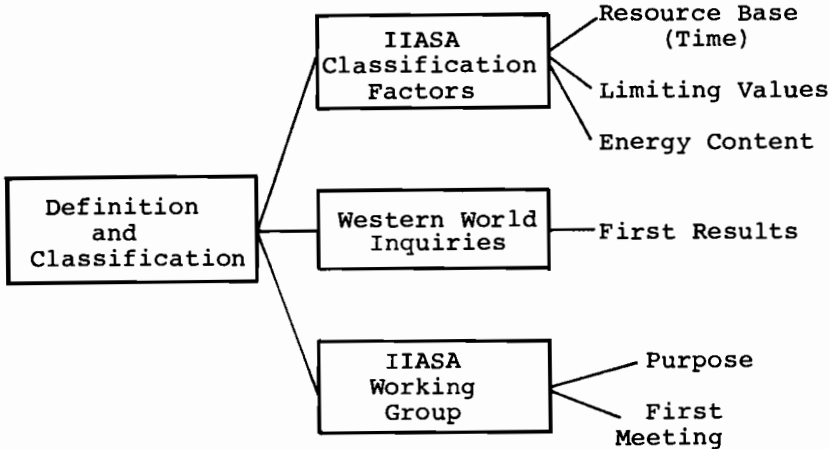 Definition
and
Classification
IIASA
Classification
Factors
Resource Base
(Time)
Limiting Values
Energy Content
Western World
Inquiries
First Results
IIASA
Working
Group
Purpose
First
Meeting